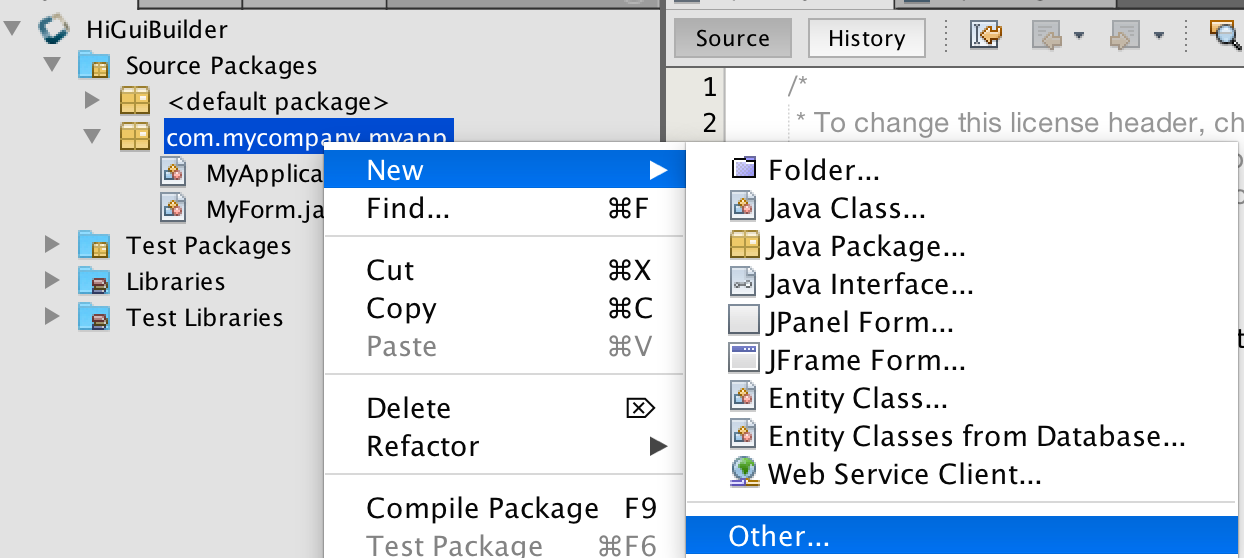 HiGuiBuilder
Source Packages
<default package>
com.mycompany.myapp
MyApplica
MyForm.ja
Test Packages
Libraries
Test Libraries
New
Find... ⌘F
Cut ⌘X
Copy ⌘C
Paste ⌘V
Delete ⌦
Refactor
Compile Package F9
Test Package ⌘F6
Source History
1 /*
2 * To change this license header, ch
Folder...
Java Class...
Java Package...
Java Interface...
JPanel Form...
JFrame Form...
Entity Class...
Entity Classes from Database...
Web Service Client...
Other...